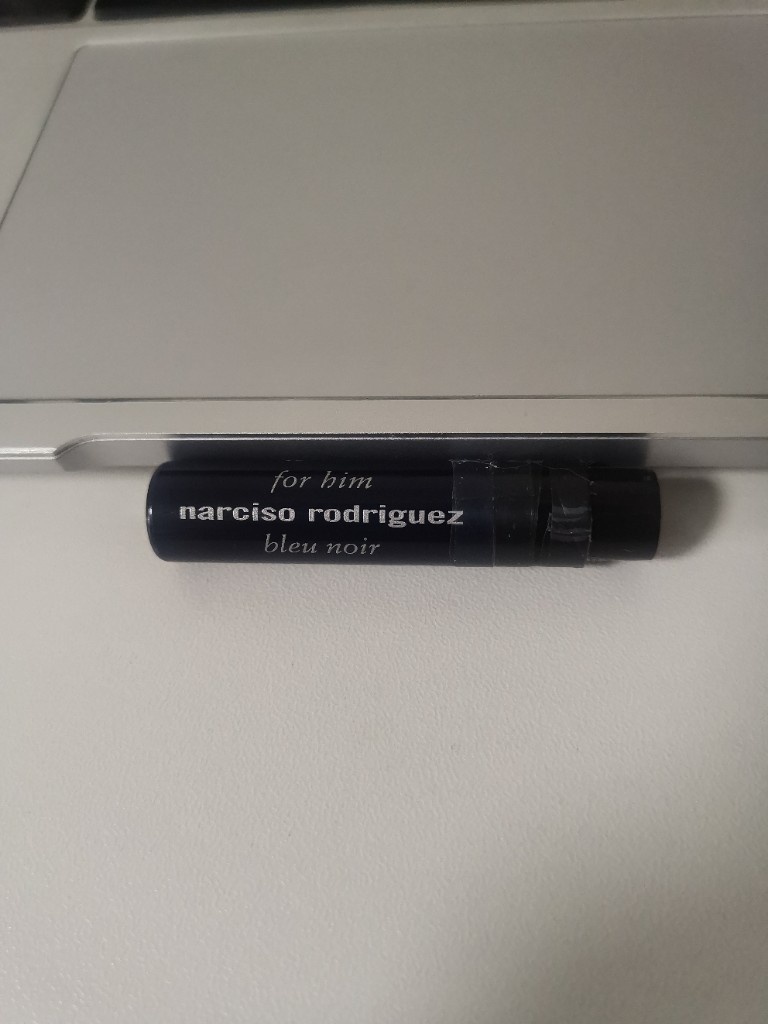 for him
narciso rodriguez
bleu noir